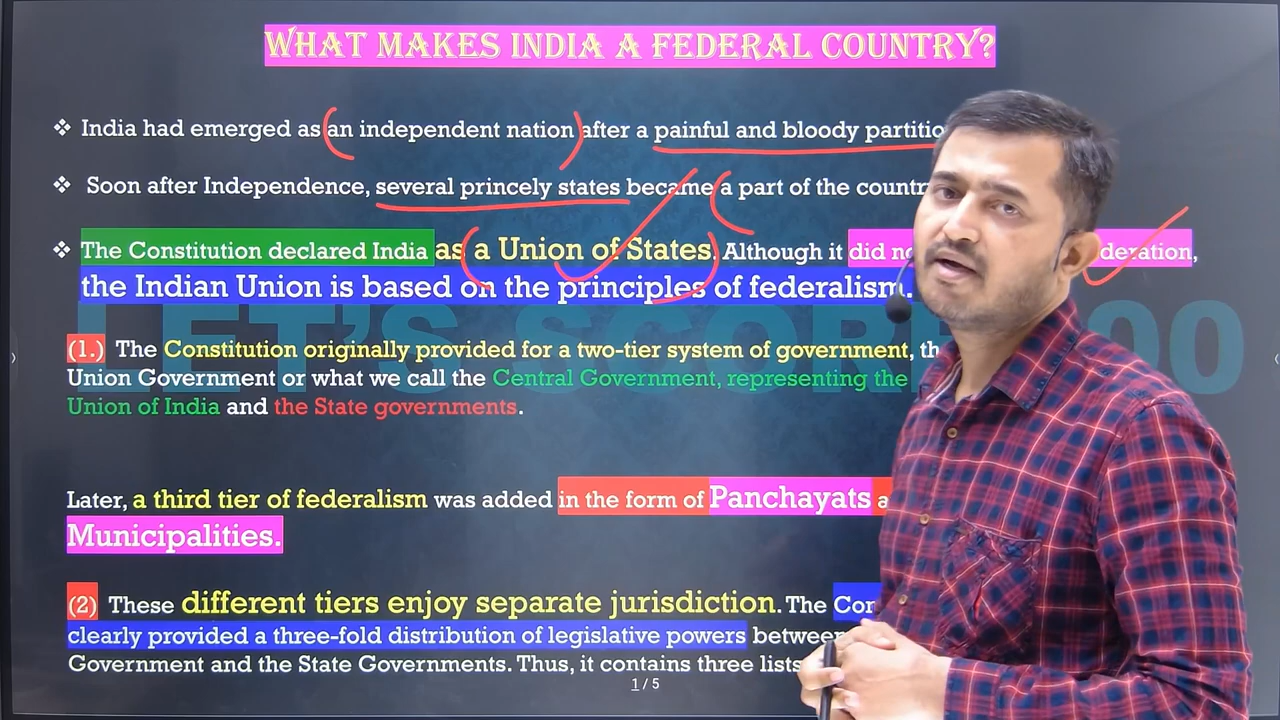 WHAT MAKES INDIA A FEDERAL COUNTRY?
❖ India had emerged as an independent nation after a painful and bloody
❖ Soon after Independence, several princely states became a part of the
❖ The Constitution declared India as a Union of States. Although it did
the Indian Union is based on the principles of federalism.
LET'S SCORE
(1.) The Constitution originally provided for a two-tier system of government,
Union Government or what we call the Central Government, representing the
Union of India and the State governments.
Later, a third tier of federalism was added in the form of Panchayats
Municipalities.
(2) These different tiers enjoy separate jurisdiction. The
clearly provided a three-fold distribution of legislative powers between
Government and the State Governments. Thus, it contains three lists
1 / 5